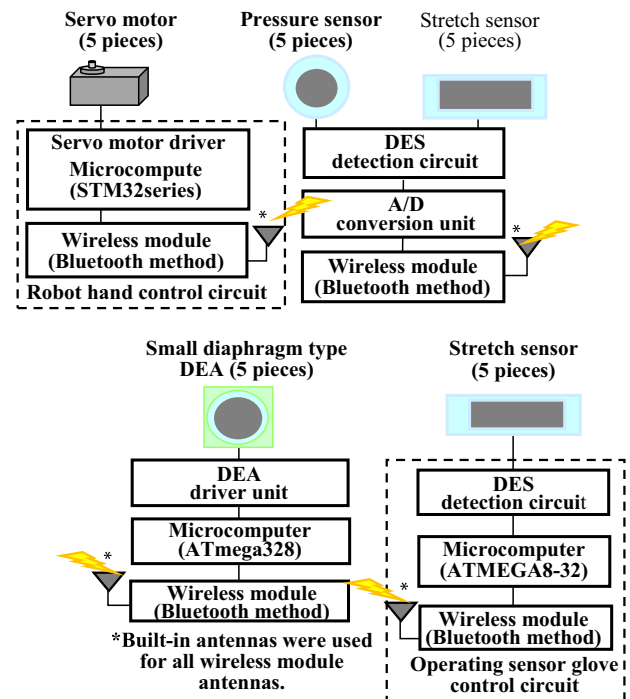 Servo motor
(5 pieces)
Pressure sensor
(5 pieces)
Stretch sensor
(5 pieces)
Servo motor driver
Microcompute
(STM32series)
*
Wireless module
(Bluetooth method)
Robot hand control circuit
DES
detection circuit
A/D
conversion unit
*
Wireless module
(Bluetooth method)
Small diaphragm type
DEA (5 pieces)
DEA
driver unit
Microcomputer
(ATmega328)
*
Wireless module
(Bluetooth method)
*Built-in antennas were used
for all wireless module
antennas.
Stretch sensor
(5 pieces)
DES
detection circuit
Microcomputer
(ATMEGA8-32)
*
Wireless module
(Bluetooth method)
Operating sensor glove
control circuit